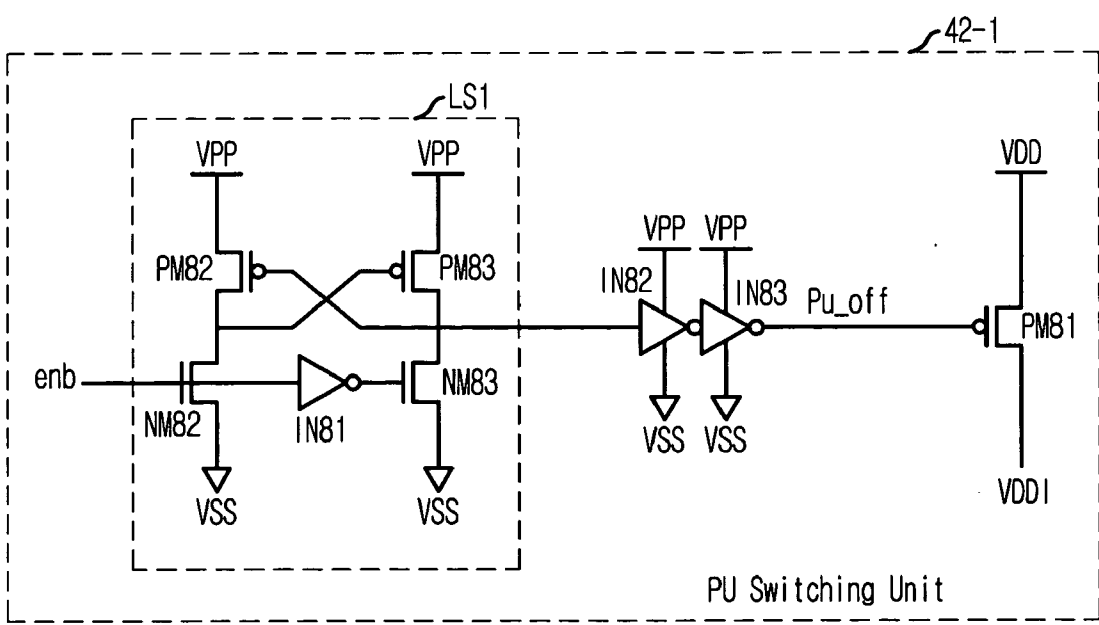 42-1
LS1
VPP
VPP
VDD
VPP
VPP
PM82
PM83
IN82
IN83
Pu_off
PM81
enb
NM83
NM82
IN81
VSS
VSS
VSS
VSS
VDDI
PU Switching Unit